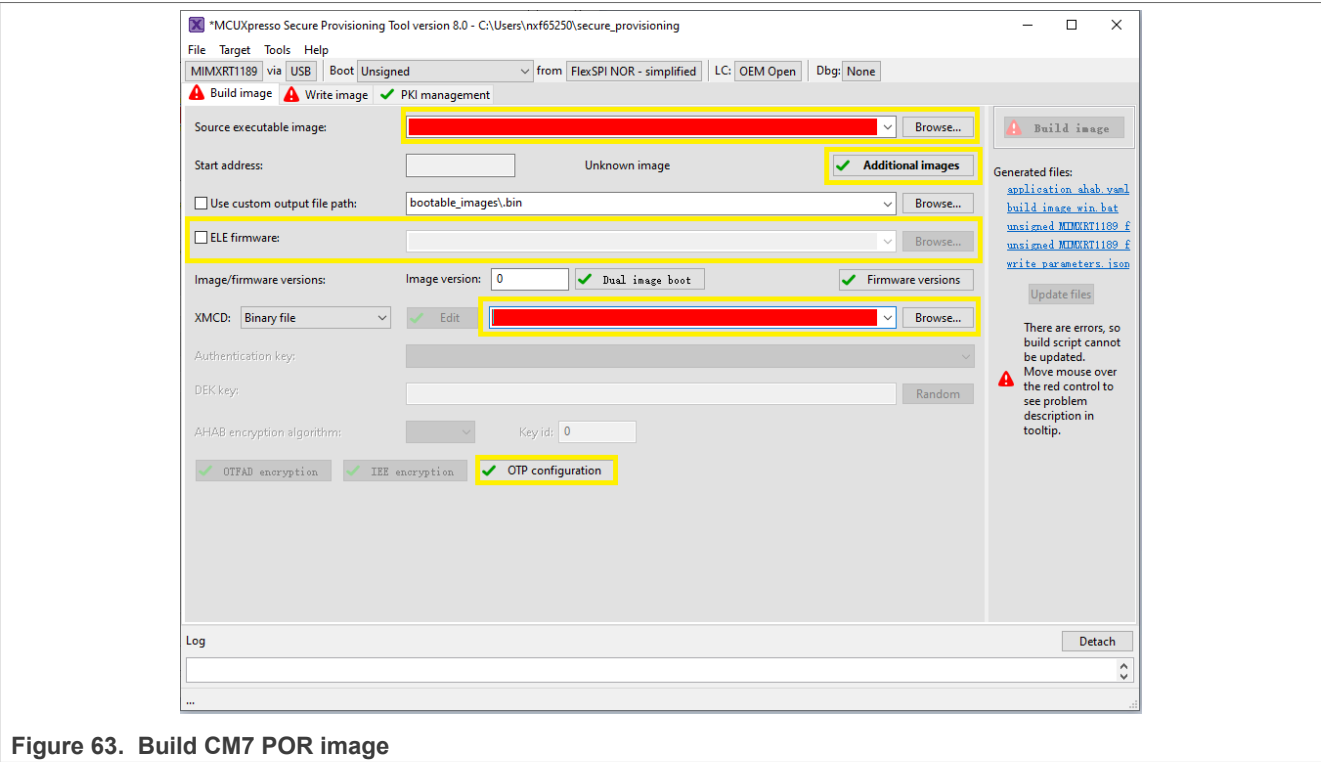 *MCUXpresso Secure Provisioning Tool version 8.0 - C:\Users\nxf65250\secure_provisioning
File Target Tools Help
MIMXRT1189 via USB Boot Unsigned from FlexSPI NOR - simplified LC: OEM Open Dbg: None
Build image Write image PKI management
Source executable image: Browse...
Start address: Unknown image Additional images
Use custom output file path: bootable_images\.bin Browse...
ELE firmware: Browse...
Image/firmware versions: Image version: 0 Dual image boot Firmware versions
XMCD: Binary file Edit Browse...
Authentication key:
DEK key: Random
AHAB encryption algorithm: Key id: 0
OTFAD encryption IEE encryption OTP configuration
Build image
Generated files:
application_ahab.yaml
build_image_win.bat
unsigned_MIMXRT1189_f
unsigned_MIMXRT1189_f
write_parameters.json
Update files
There are errors, so
build script cannot
be updated.
Move mouse over
the red control to
see problem
description in
tooltip.
Log Detach
...
Figure 63. Build CM7 POR image